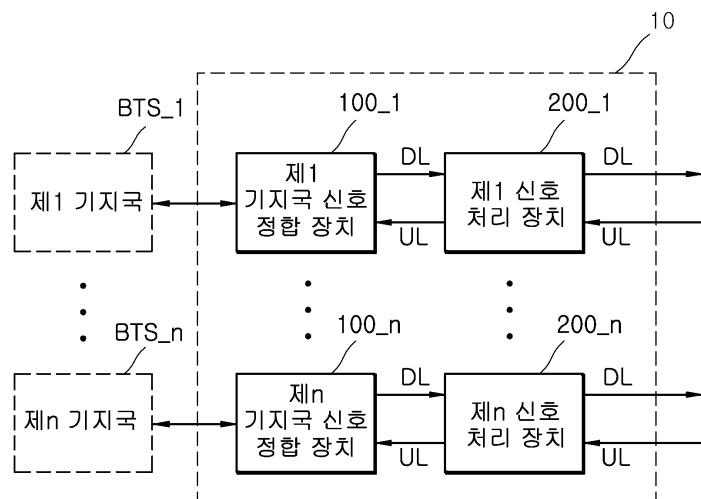 10
BTS_1
100_1
200_1
제1 기지국
제1
기지국 신호
정합 장치
DL
UL
제1 신호
처리 장치
DL
UL
BTS_n
100_n
200_n
제n 기지국
제n
기지국 신호
정합 장치
DL
UL
제n 신호
처리 장치
DL
UL